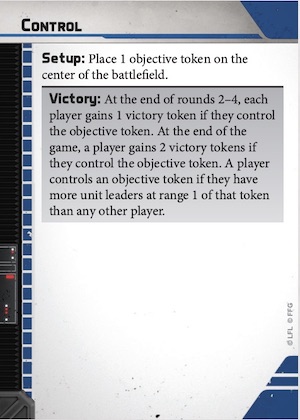 Control
Setup: Place 1 objective token on the
center of the battlefield.
Victory: At the end of rounds 2–4, each
player gains 1 victory token if they control
the objective token. At the end of the
game, a player gains 2 victory tokens if
they control the objective token. A player
controls an objective token if they have
more unit leaders at range 1 of that token
than any other player.
© LFL © FFG